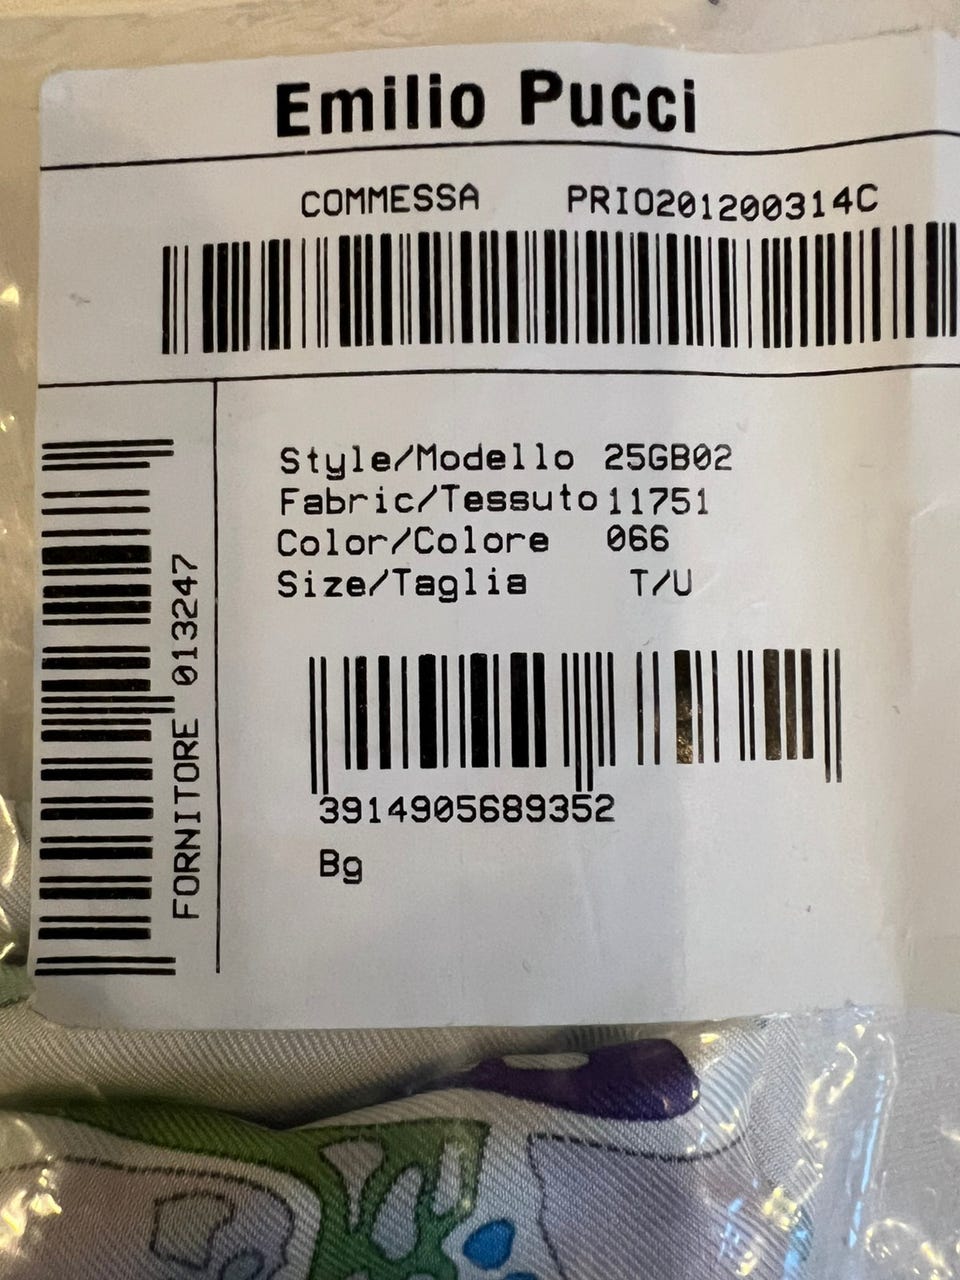 Emilio Pucci
COMMESSA PRIO201200314C
Style/Modello 25GB02
Fabric/Tessuto 11751
Color/Colore 066
Size/Taglia T/U
FORNITORE 013247
3914905689352
Bg